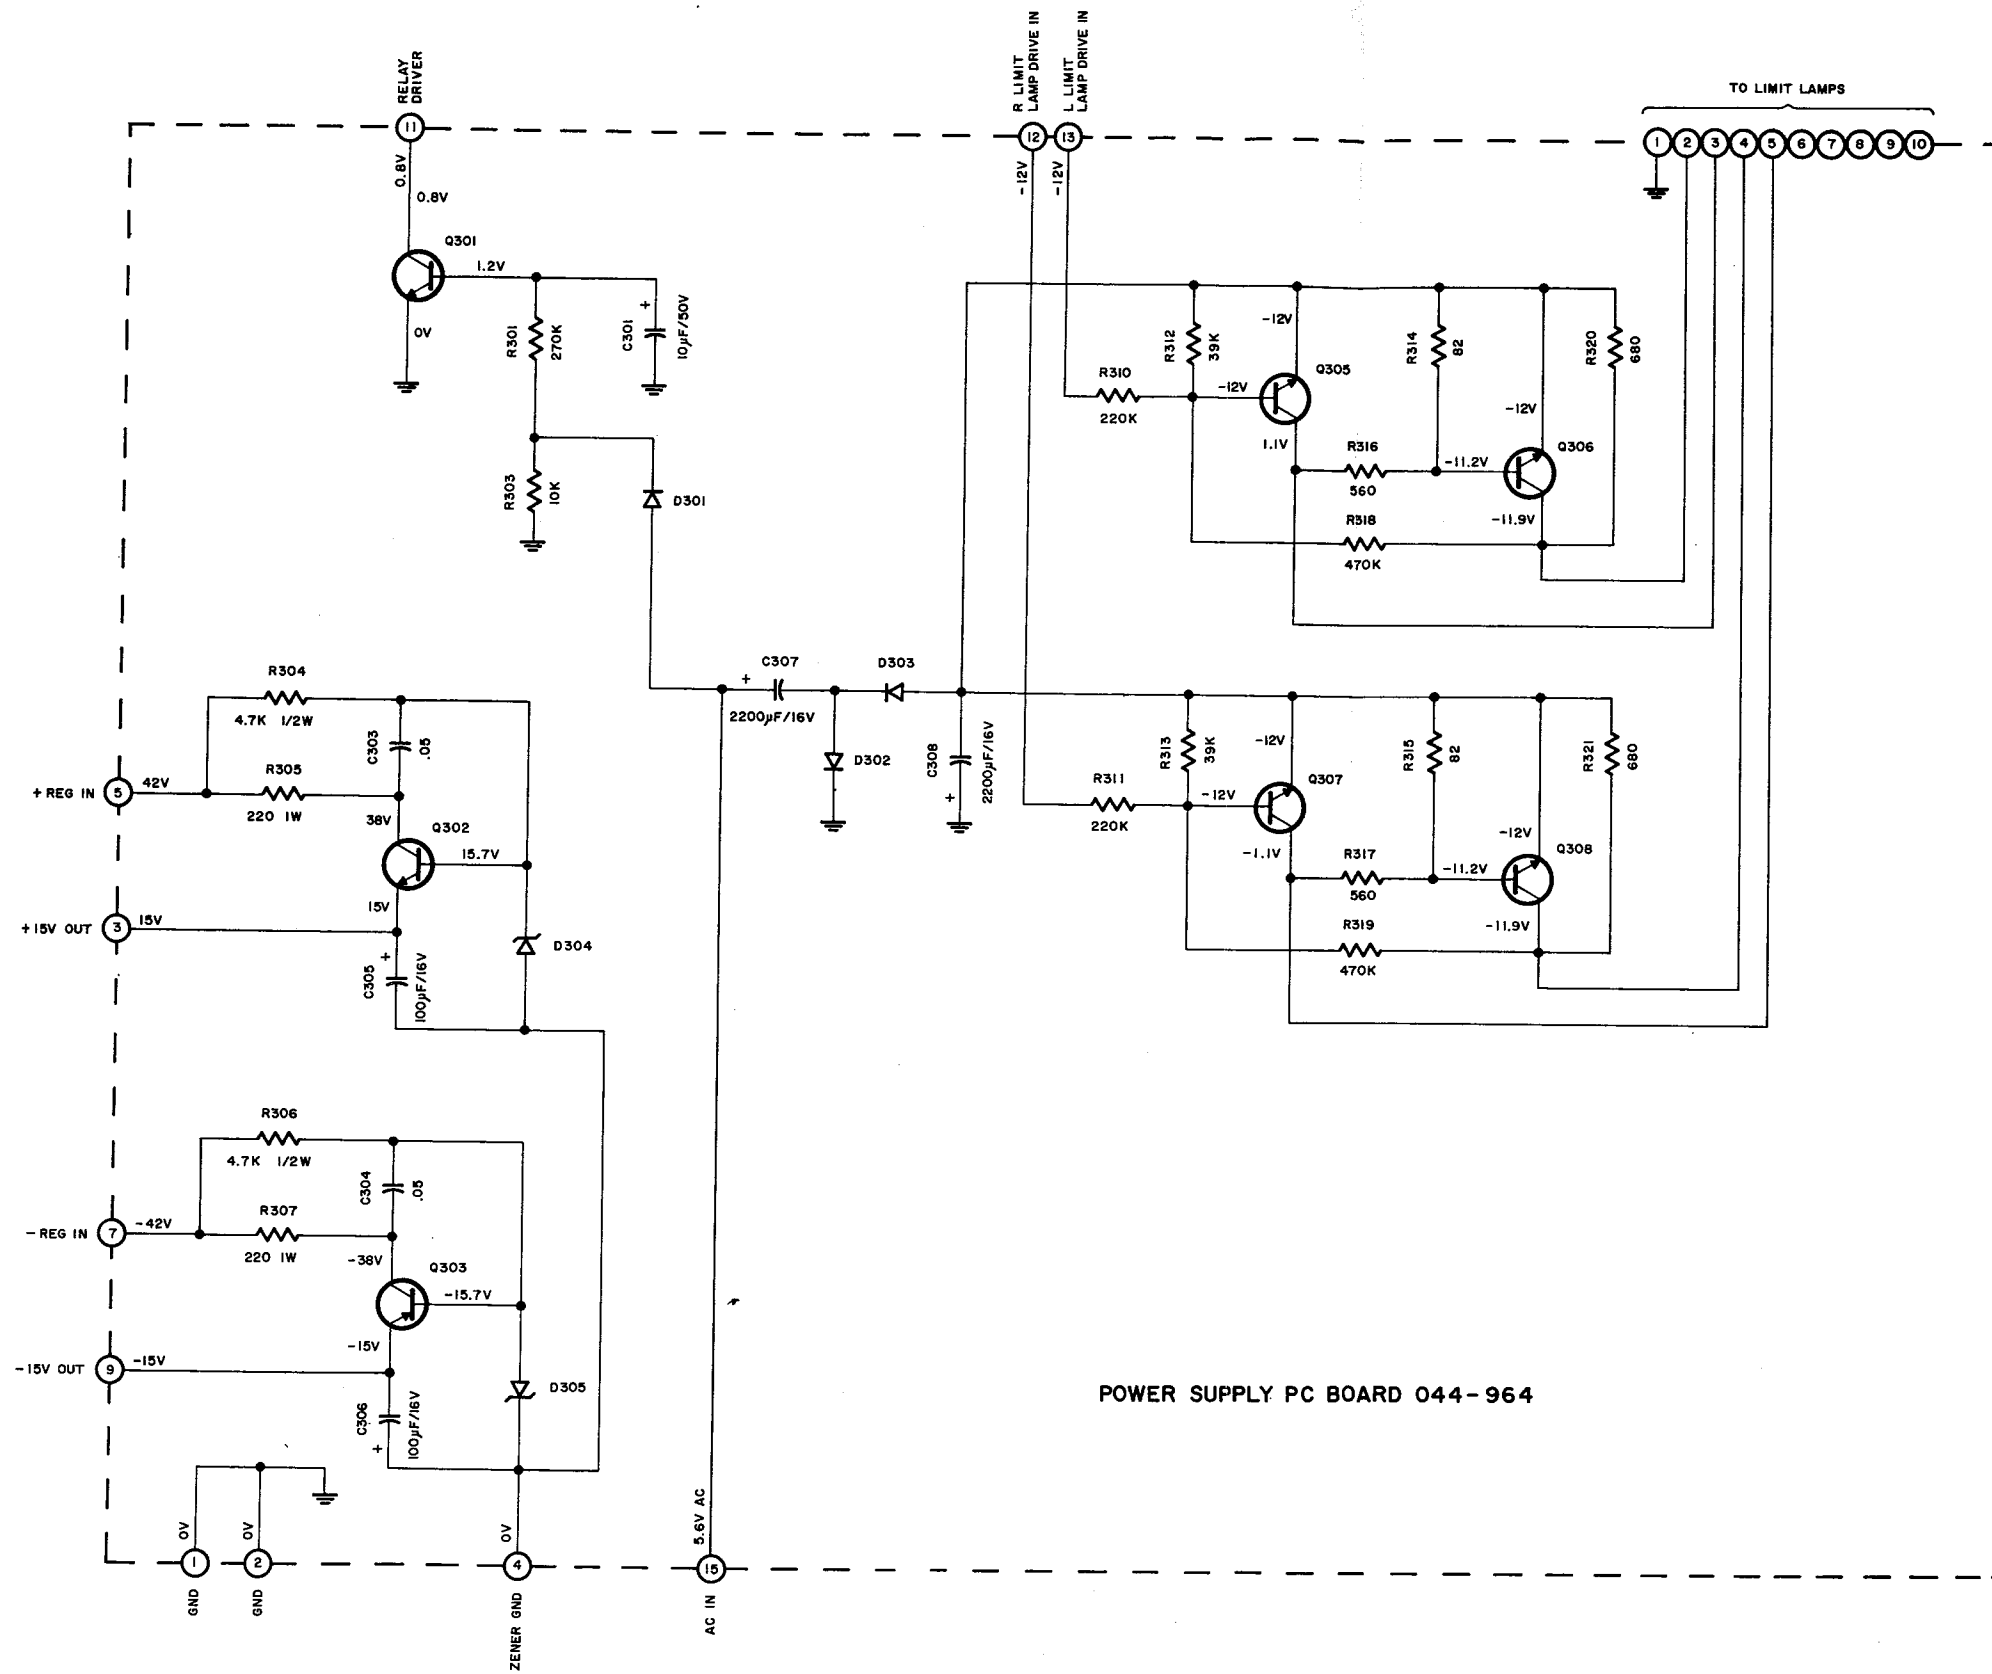 RELAY
DRIVER
11
0.8V
0.8V
Q301
1.2V
0V
R301
270K
C301
+
10µF/50V
R303
10K
D301
R LIMIT
LAMP DRIVE IN
L LIMIT
LAMP DRIVE IN
12
13
-12V
-12V
TO LIMIT LAMPS
1
2
3
4
5
6
7
8
9
10
R312
39K
-12V
Q305
R310
220K
-12V
1.1V
R314
82
R320
680
-12V
Q306
R316
560
-11.2V
-11.9V
R318
470K
C307
+
2200µF/16V
D303
D302
C308
+
2200µF/16V
R313
39K
-12V
Q307
R311
220K
-12V
-1.1V
R315
82
R321
680
-12V
Q308
R317
560
-11.2V
-11.9V
R319
470K
R304
4.7K 1/2W
C303
.05
R305
220 1W
+ REG IN
5
42V
38V
Q302
15.7V
15V
+15V OUT
3
15V
D304
C305
+
100µF/16V
R306
4.7K 1/2W
C304
.05
R307
220 1W
- REG IN
7
-42V
-38V
Q303
-15.7V
-15V
-15V OUT
9
-15V
D305
C306
+
100µF/16V
POWER SUPPLY PC BOARD 044-964
0V
0V
0V
5.6V AC
1
2
4
15
GND
GND
ZENER GND
AC IN